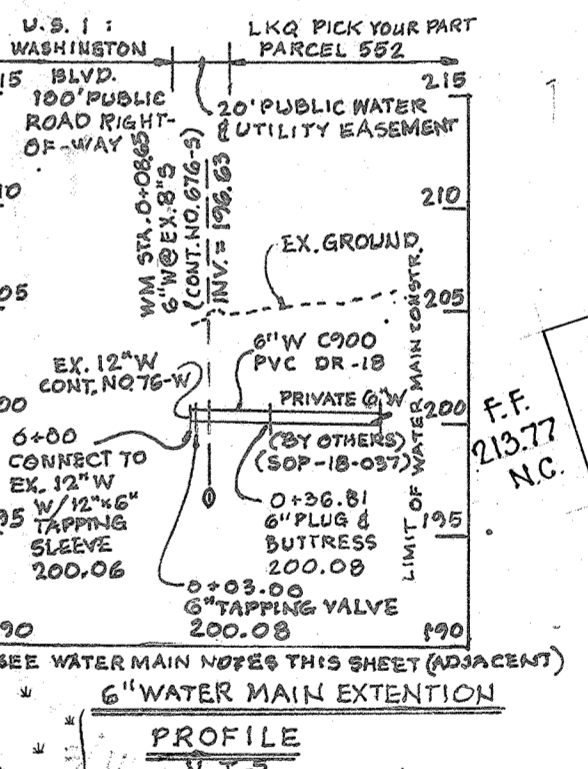 U.S. 1 :
WASHINGTON
BLVD.
100' PUBLIC
ROAD RIGHT-
OF-WAY
LKQ PICK YOUR PART
PARCEL 552
20' PUBLIC WATER
& UTILITY EASEMENT
15
215
10
210
05
205
00
200
95
195
90
190
WM STA. 0+08.65
6"W@EX.8"S
(CONT. NO. 676-S)
INV. = 196.63
EX. GROUND
LIMIT OF WATER MAIN CONSTR.
6"W C900
PVC DR-18
EX. 12"W
CONT. NO. 76-W
PRIVATE 6"W
(BY OTHERS)
(SDP-18-037)
0+00
CONNECT TO
EX. 12"W
W/ 12"x6"
TAPPING
SLEEVE
200.06
0+36.81
6" PLUG &
BUTTRESS
200.08
0+03.00
6" TAPPING VALVE
200.08
F.F.
213.77
N.C.
SEE WATER MAIN NOTES THIS SHEET (ADJACENT)
6" WATER MAIN EXTENTION
PROFILE